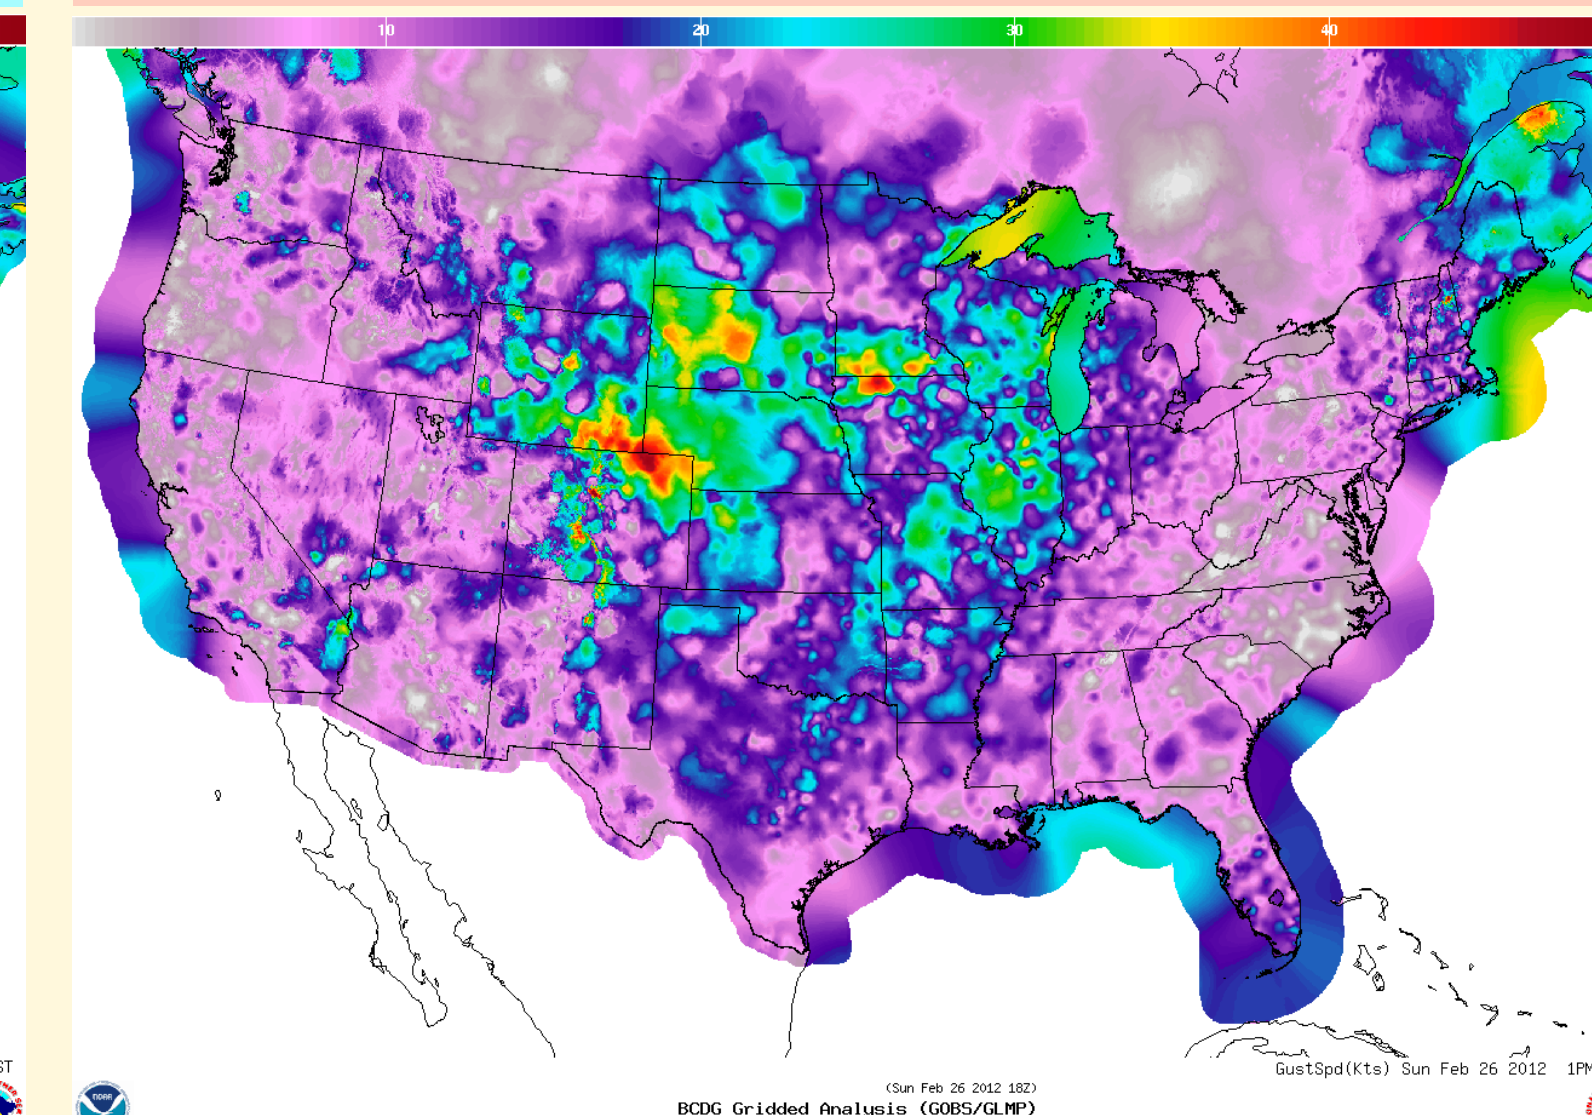 10 20 30 40
ST
GustSpd(Kts) Sun Feb 26 2012 1PM
(Sun Feb 26 2012 18Z)
BCDG Gridded Analysis (GOBS/GLMP)
noaa